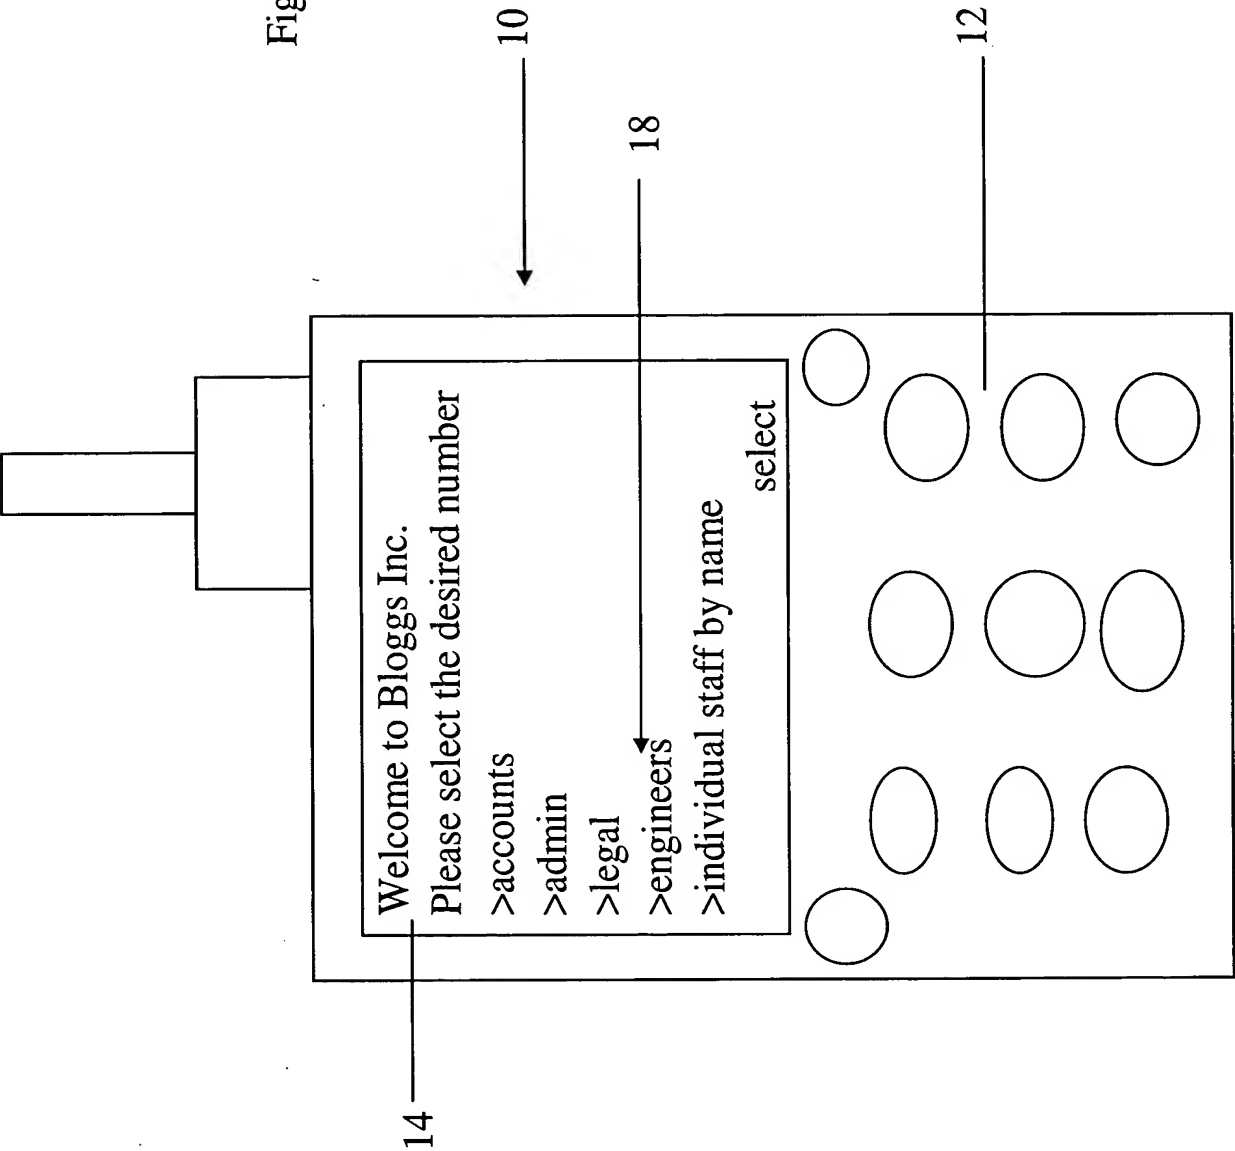 Fig
10
18
12
14
Welcome to Bloggs Inc.
Please select the desired number
>accounts
>admin
>legal
>engineers
>individual staff by name
select